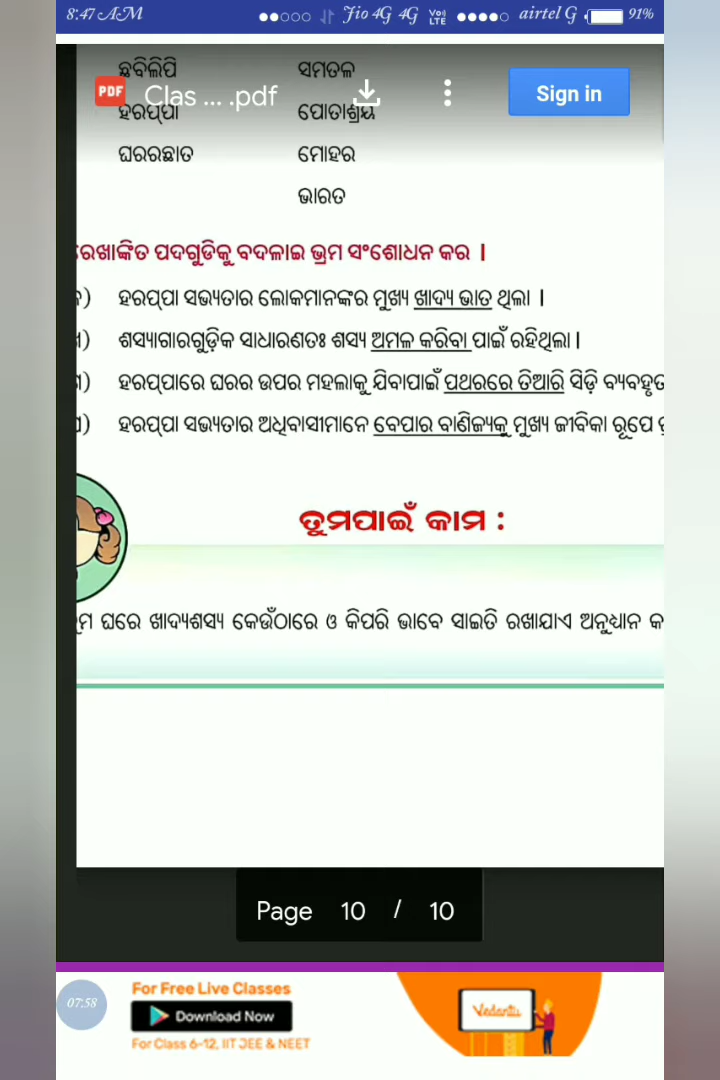 8:47 AM Jio 4G 4G VoLTE airtel G 91%
ଛବିଲିପି ସମତଳ
PDF Clas ... .pdf Sign in
ହରପ୍ପା ପୋତାଶ୍ରୟ
ଘରରଛାତ ମୋହର
ଭାରତ
ରେଖାଙ୍କିତ ପଦଗୁଡିକୁ ବଦଳାଇ ଭ୍ରମ ସଂଶୋଧନ କର ।
ହରପ୍ପା ସଭ୍ୟତାର ଲୋକମାନଙ୍କର ମୁଖ୍ୟ ଖାଦ୍ୟ ଭାତ ଥିଲା ।
ଶସ୍ୟାଗାରଗୁଡ଼ିକ ସାଧାରଣତଃ ଶସ୍ୟ ଅମଳ କରିବା ପାଇଁ ରହିଥିଲା ।
ହରପ୍ପାରେ ଘରର ଉପର ମହଲାକୁ ଯିବାପାଇଁ ପଥରରେ ତିଆରି ସିଡ଼ି ବ୍ୟବହୃତ
ହରପ୍ପା ସଭ୍ୟତାର ଅଧିବାସୀମାନେ ବେପାର ବାଣିଜ୍ୟକୁ ମୁଖ୍ୟ ଜୀବିକା ରୂପେ
ତୁମପାଇଁ କାମ :
ଘରେ ଖାଦ୍ୟଶସ୍ୟ କେଉଁଠାରେ ଓ କିପରି ଭାବେ ସାଇତି ରଖାଯାଏ ଅନୁଧ୍ୟାନ
Page 10 / 10
07:58
For Free Live Classes
Download Now
For Class 6-12, IIT JEE & NEET
Vedantu